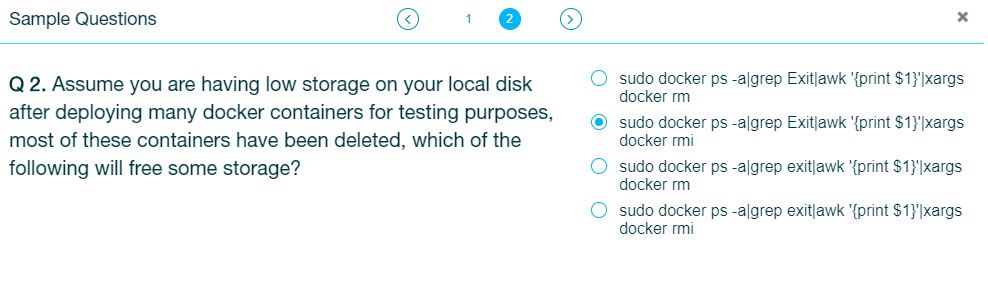 Sample Questions
1
2
Q 2. Assume you are having low storage on your local disk
after deploying many docker containers for testing purposes,
most of these containers have been deleted, which of the
following will free some storage?
sudo docker ps -a|grep Exit|awk '{print $1}'|xargs
docker rm
sudo docker ps -a|grep Exit|awk '{print $1}'|xargs
docker rmi
sudo docker ps -a|grep exit|awk '{print $1}'|xargs
docker rm
sudo docker ps -a|grep exit|awk '{print $1}'|xargs
docker rmi